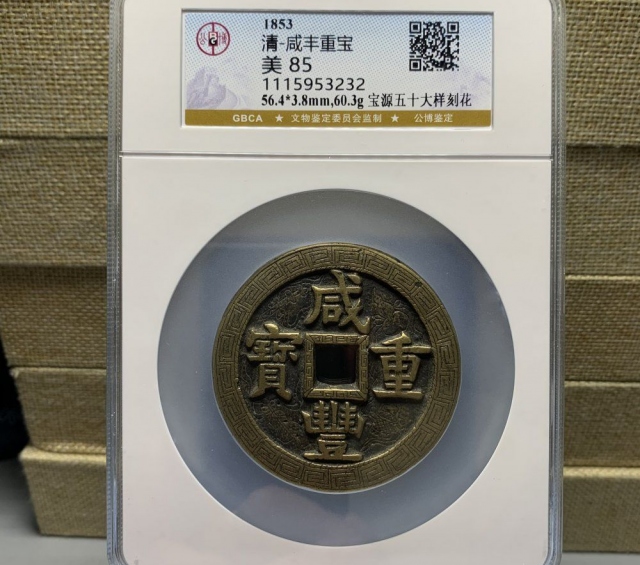 1853
清-咸丰重宝
美 85
1115953232
56.4*3.8mm,60.3g 宝源五十大样刻花
GBCA ★ 文物鉴定委员会监制 ★ 公博鉴定
咸
寶 重
豐